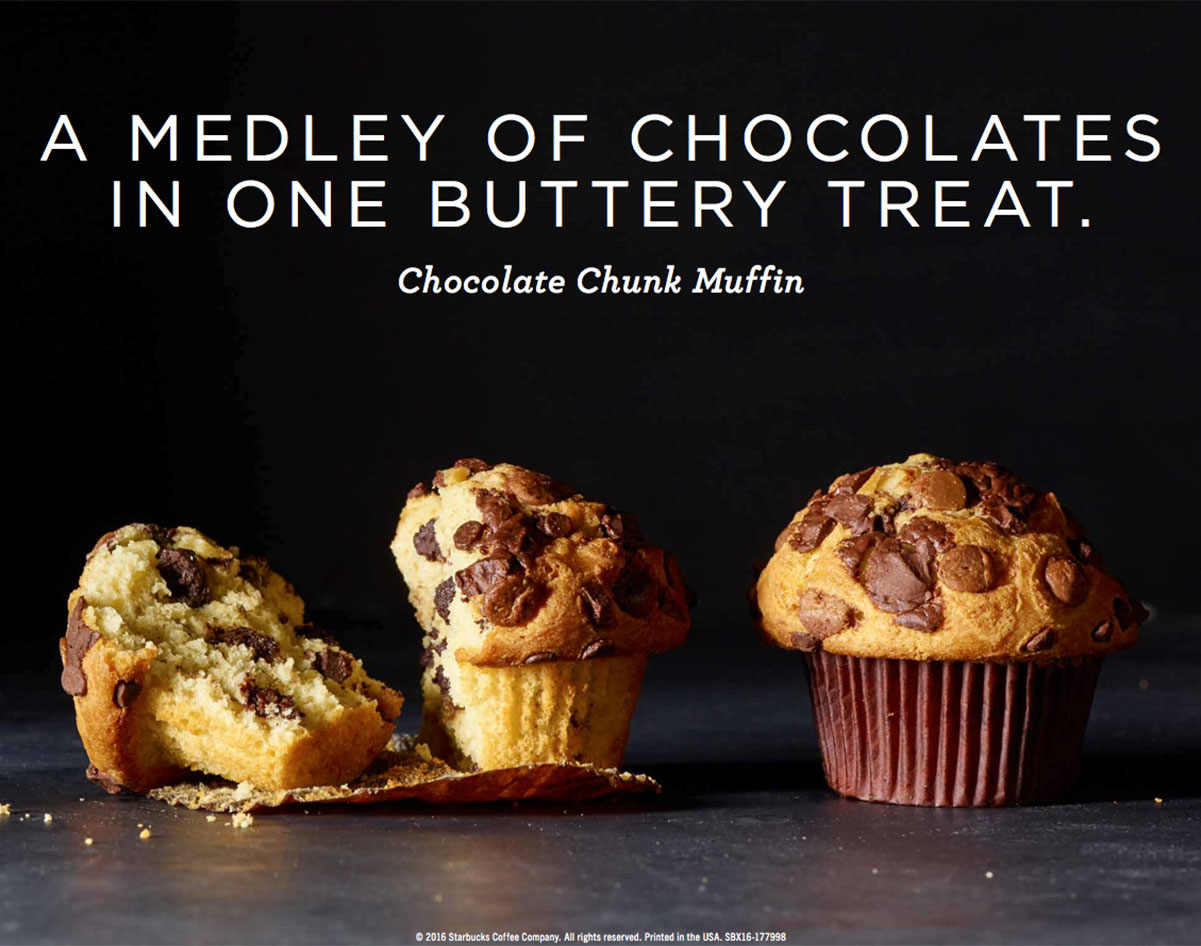 A MEDLEY OF CHOCOLATES
IN ONE BUTTERY TREAT.
Chocolate Chunk Muffin
© 2016 Starbucks Coffee Company. All rights reserved. Printed in the USA. SBX16-177998